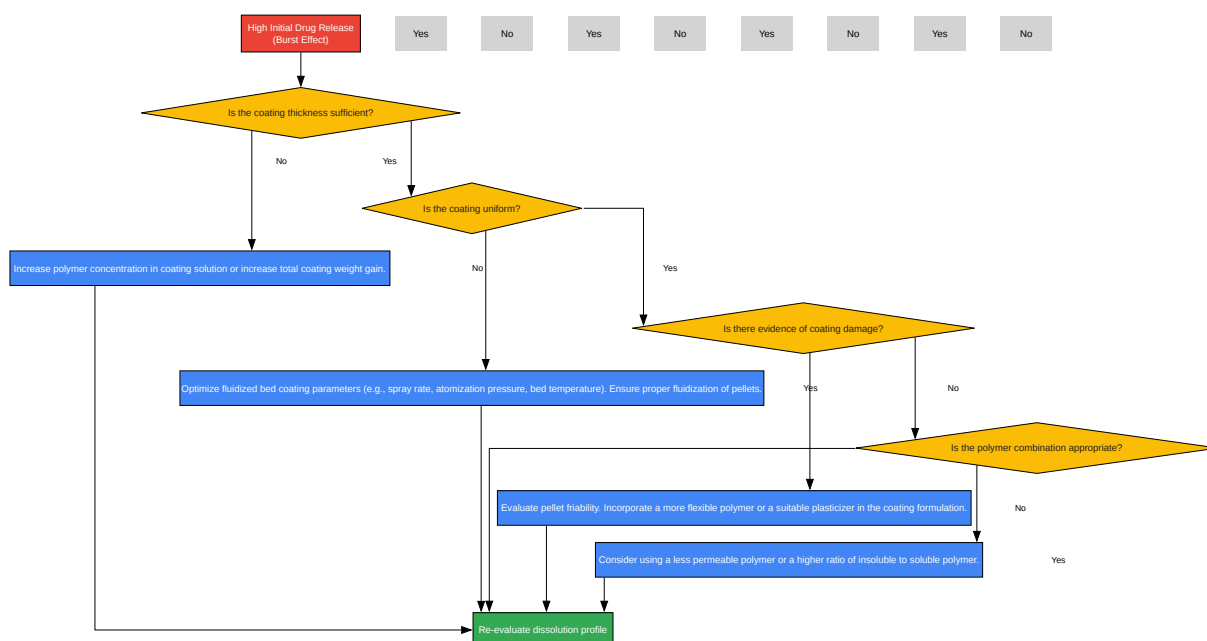 High Initial Drug Release
(Burst Effect)
Yes
No
Yes
No
Yes
No
Yes
No
Is the coating thickness sufficient?
No
Yes
Is the coating uniform?
No
Yes
Increase polymer concentration in coating solution or increase total coating weight gain.
Is there evidence of coating damage?
Optimize fluidized bed coating parameters (e.g., spray rate, atomization pressure, bed temperature). Ensure proper fluidization of pellets.
Yes
No
Is the polymer combination appropriate?
Evaluate pellet friability. Incorporate a more flexible polymer or a suitable plasticizer in the coating formulation.
No
Consider using a less permeable polymer or a higher ratio of insoluble to soluble polymer.
Yes
Re-evaluate dissolution profile